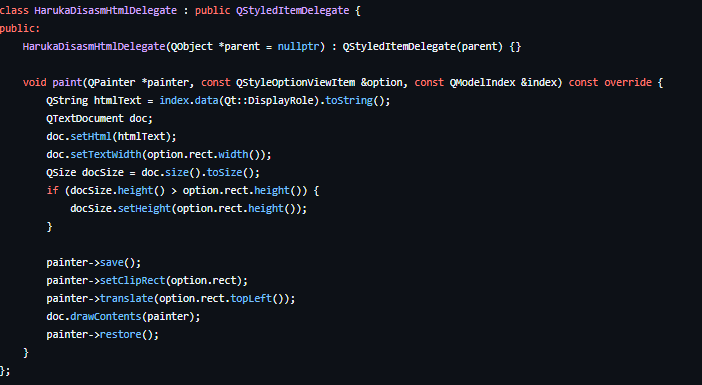 class HarukaDisasmHtmlDelegate : public QStyledItemDelegate {
public:
    HarukaDisasmHtmlDelegate(QObject *parent = nullptr) : QStyledItemDelegate(parent) {}

    void paint(QPainter *painter, const QStyleOptionViewItem &option, const QModelIndex &index) const override {
        QString htmlText = index.data(Qt::DisplayRole).toString();
        QTextDocument doc;
        doc.setHtml(htmlText);
        doc.setTextWidth(option.rect.width());
        QSize docSize = doc.size().toSize();
        if (docSize.height() > option.rect.height()) {
            docSize.setHeight(option.rect.height());
        }

        painter->save();
        painter->setClipRect(option.rect);
        painter->translate(option.rect.topLeft());
        doc.drawContents(painter);
        painter->restore();
    }
};